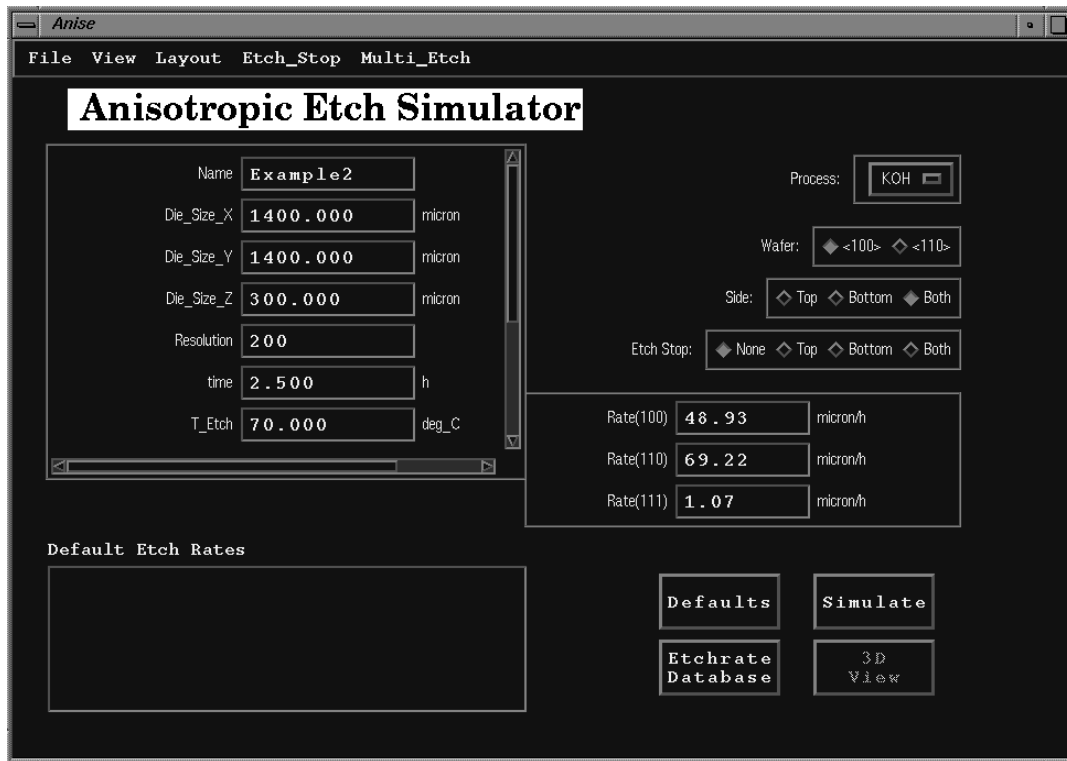 Anise
File View Layout Etch_Stop Multi_Etch
Anisotropic Etch Simulator
Name Example2
Die_Size_X 1400.000 micron
Die_Size_Y 1400.000 micron
Die_Size_Z 300.000 micron
Resolution 200
time 2.500 h
T_Etch 70.000 deg_C
Process: KOH
Wafer: <100> <110>
Side: Top Bottom Both
Etch Stop: None Top Bottom Both
Rate(100) 48.93 micron/h
Rate(110) 69.22 micron/h
Rate(111) 1.07 micron/h
Default Etch Rates
Defaults
Simulate
Etchrate
Database
3D
View